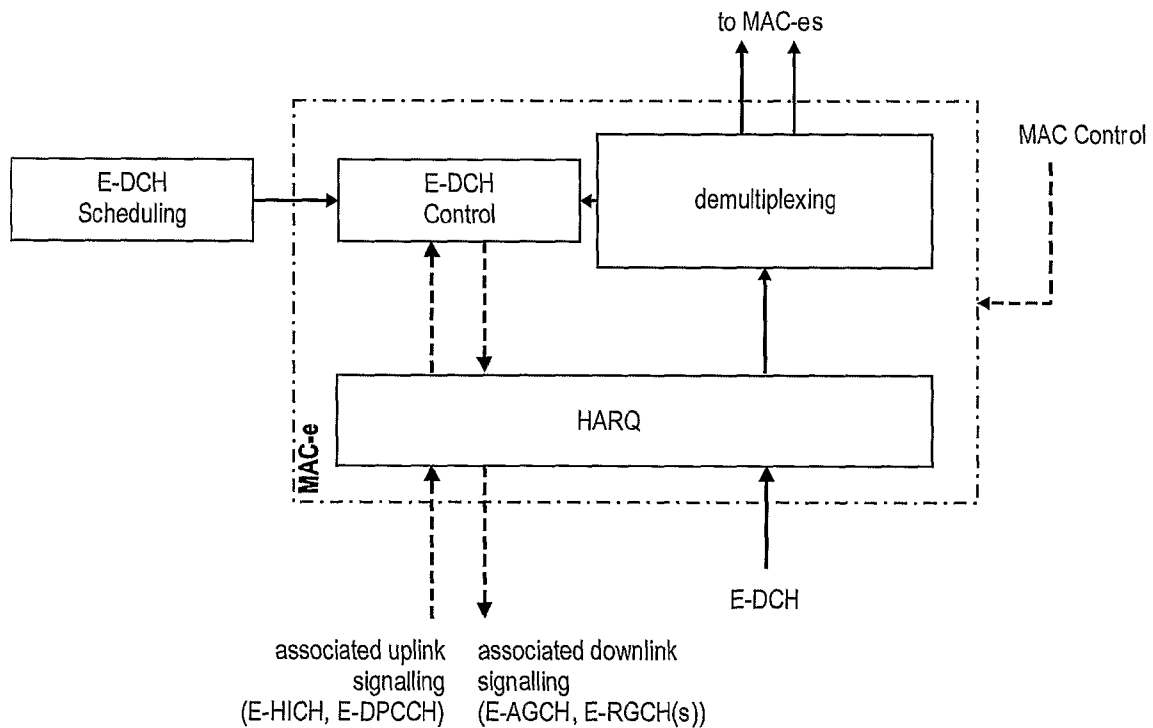 to MAC-es
MAC Control
E-DCH
Scheduling
E-DCH
Control
demultiplexing
HARQ
MAC-e
E-DCH
associated uplink
signalling
(E-HICH, E-DPCCH)
associated downlink
signalling
(E-AGCH, E-RGCH(s))